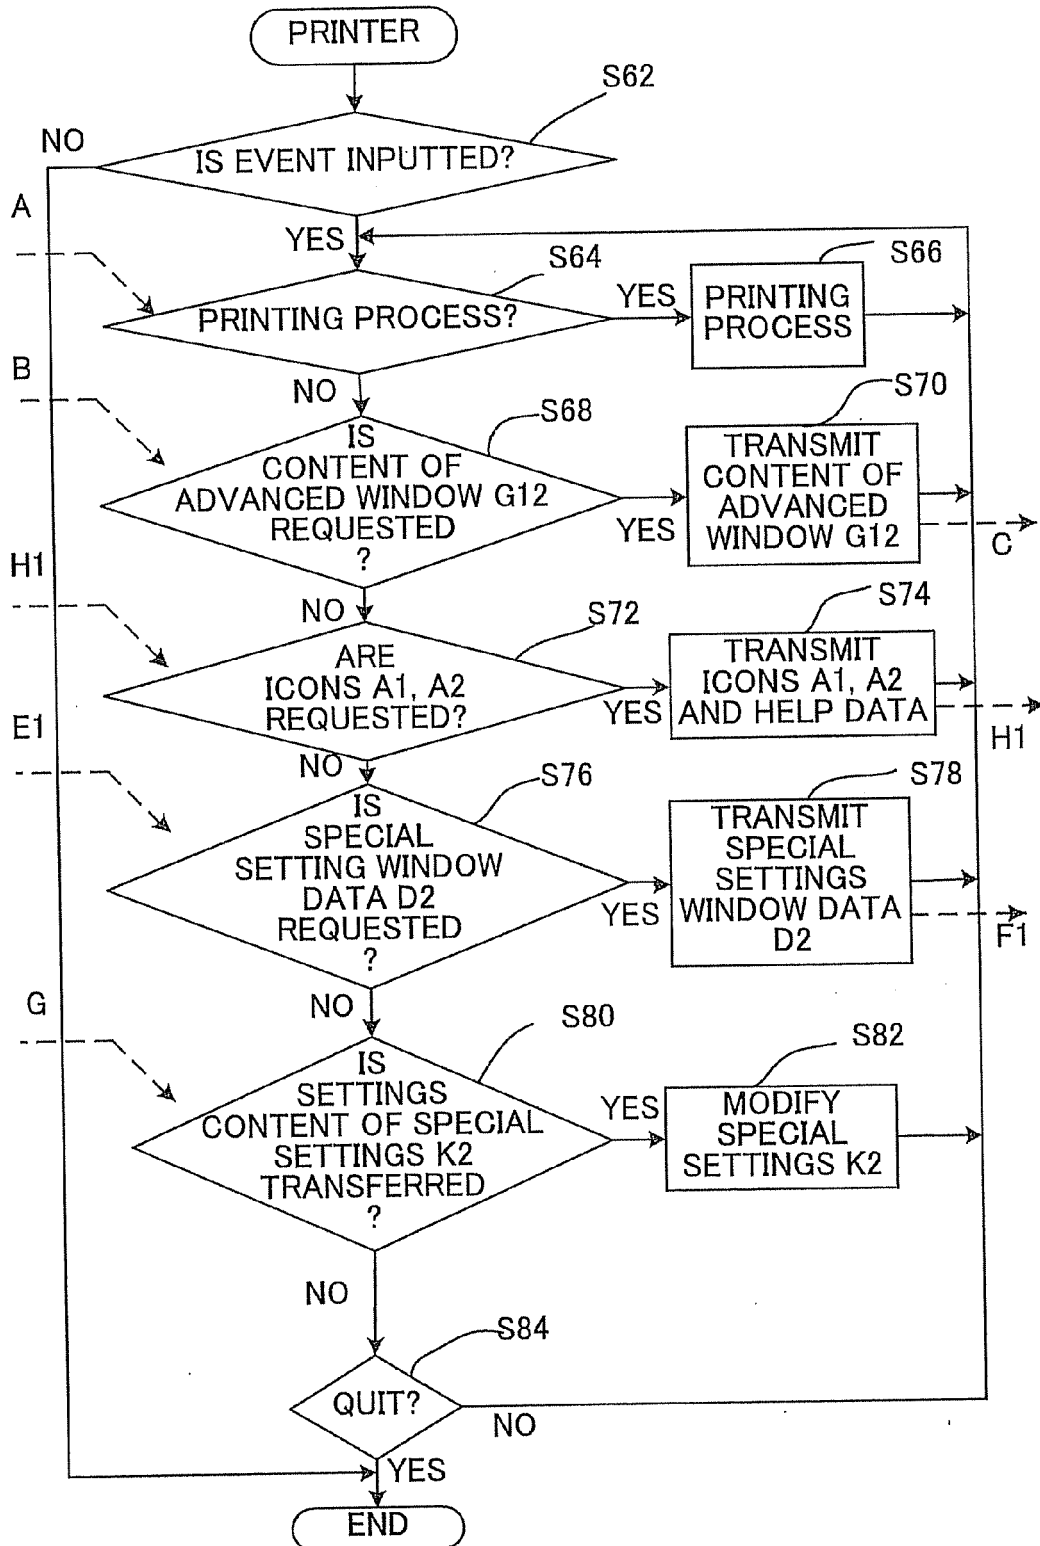 PRINTER
S62
NO
IS EVENT INPUTTED?
A
YES
S64
S66
PRINTING PROCESS?
YES
PRINTING
PROCESS
B
NO
S68
S70
IS
CONTENT OF
ADVANCED WINDOW G12
REQUESTED
?
YES
TRANSMIT
CONTENT OF
ADVANCED
WINDOW G12
C
H1
NO
S72
S74
ARE
ICONS A1, A2
REQUESTED?
YES
TRANSMIT
ICONS A1, A2
AND HELP DATA
H1
E1
NO
S76
S78
IS
SPECIAL
SETTING WINDOW
DATA D2
REQUESTED
?
YES
TRANSMIT
SPECIAL
SETTINGS
WINDOW DATA
D2
F1
G
NO
S80
S82
IS
SETTINGS
CONTENT OF SPECIAL
SETTINGS K2
TRANSFERRED
?
YES
MODIFY
SPECIAL
SETTINGS K2
NO
S84
QUIT?
NO
YES
END